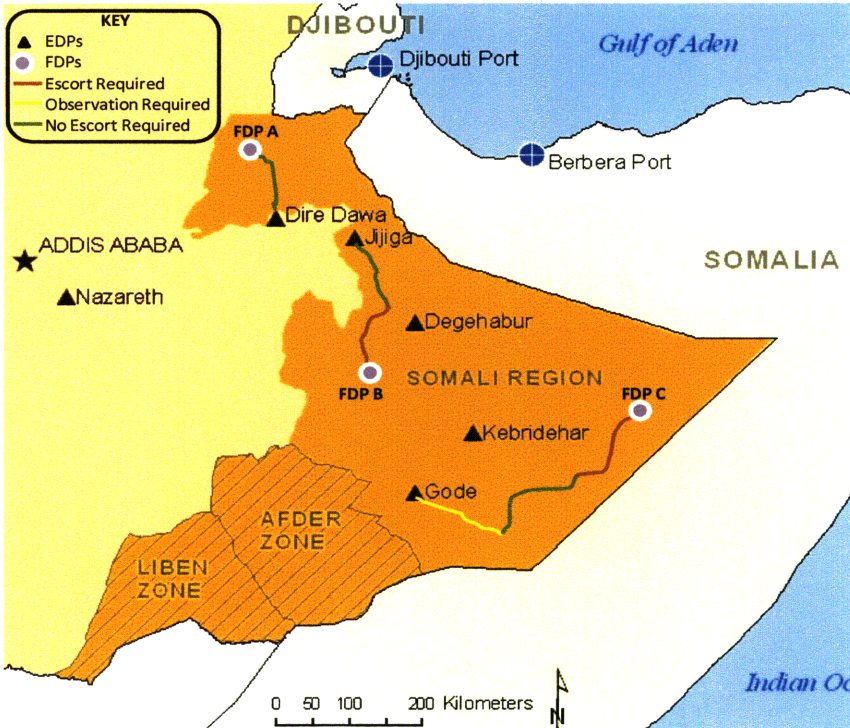 KEY
EDPs
FDPs
Escort Required
Observation Required
No Escort Required
DJIBOUTI
Gulf of Aden
Djibouti Port
FDP A
Berbera Port
Dire Dawa
Jijiga
ADDIS ABABA
SOMALIA
Nazareth
Degehabur
SOMALI REGION
FDP B
FDP C
Kebridehar
Gode
AFDER
ZONE
LIBEN
ZONE
Indian Oc
0 50 100 200 Kilometers
N